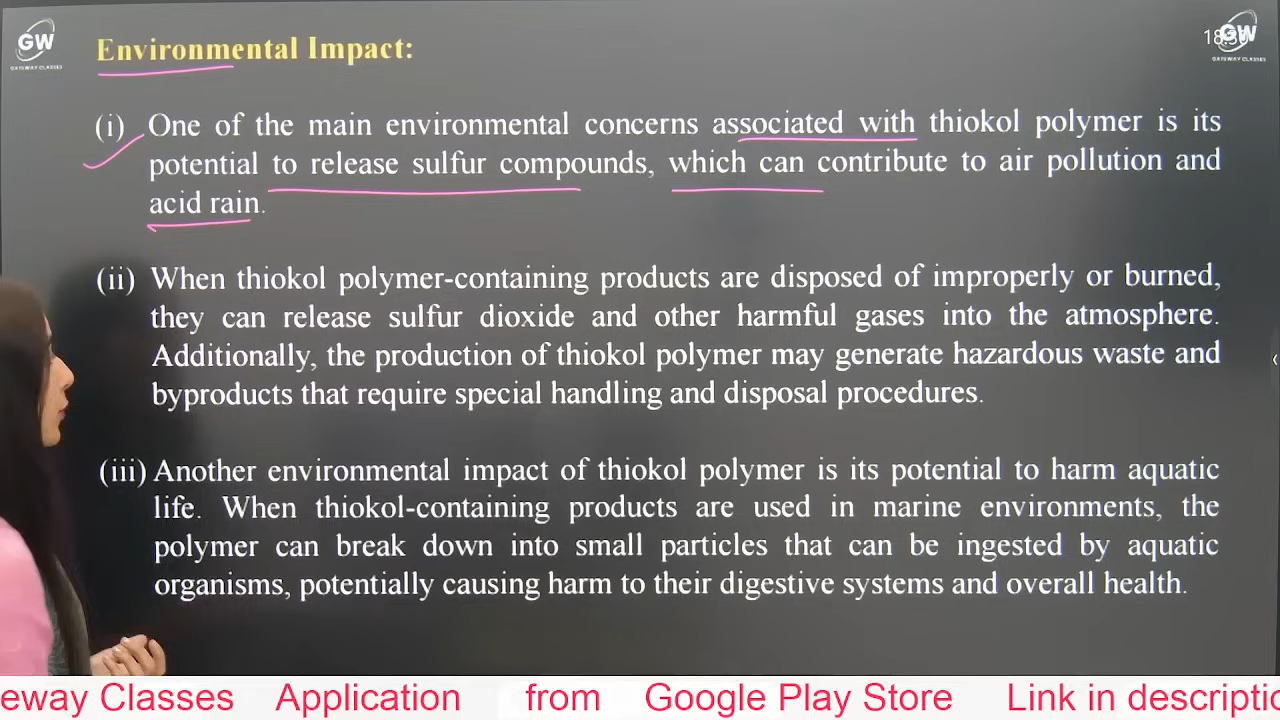 GW
GATEWAY CLASSES
Environmental Impact:
GW
GATEWAY CLASSES
(i) One of the main environmental concerns associated with thiokol polymer is its
potential to release sulfur compounds, which can contribute to air pollution and
acid rain.
(ii) When thiokol polymer-containing products are disposed of improperly or burned,
they can release sulfur dioxide and other harmful gases into the atmosphere.
Additionally, the production of thiokol polymer may generate hazardous waste and
byproducts that require special handling and disposal procedures.
(iii) Another environmental impact of thiokol polymer is its potential to harm aquatic
life. When thiokol-containing products are used in marine environments, the
polymer can break down into small particles that can be ingested by aquatic
organisms, potentially causing harm to their digestive systems and overall health.
eway Classes Application from Google Play Store Link in descriptio